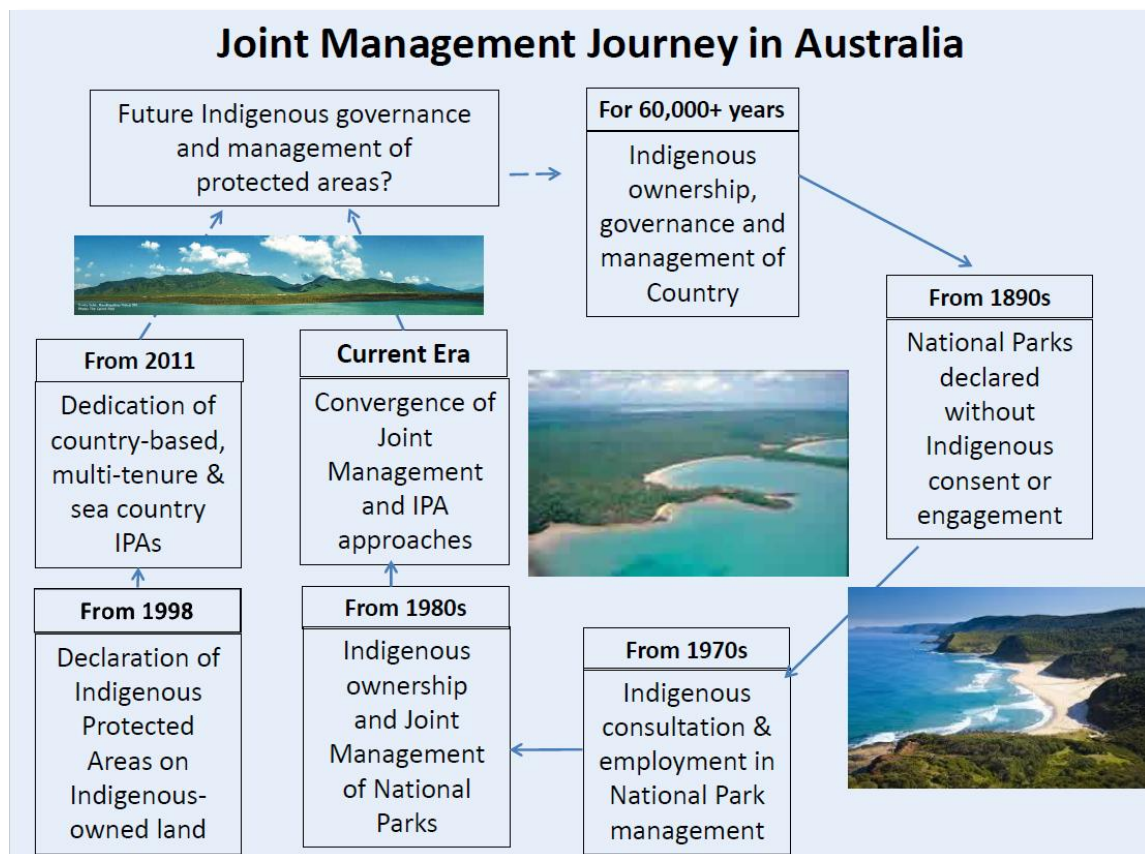 Joint Management Journey in Australia
Future Indigenous governance
and management of
protected areas?
For 60,000+ years
Indigenous
ownership,
governance and
management of
Country
From 1890s
National Parks
declared
without
Indigenous
consent or
engagement
From 2011
Dedication of
country-based,
multi-tenure &
sea country
IPAs
Current Era
Convergence of
Joint
Management
and IPA
approaches
From 1998
Declaration of
Indigenous
Protected
Areas on
Indigenous-
owned land
From 1980s
Indigenous
ownership
and Joint
Management
of National
Parks
From 1970s
Indigenous
consultation &
employment in
National Park
management